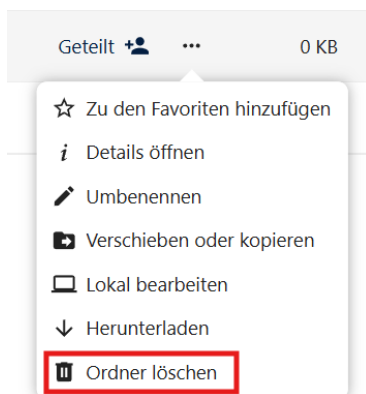 Geteilt ••• 0 KB
Zu den Favoriten hinzufügen
Details öffnen
Umbenennen
Verschieben oder kopieren
Lokal bearbeiten
Herunterladen
Ordner löschen